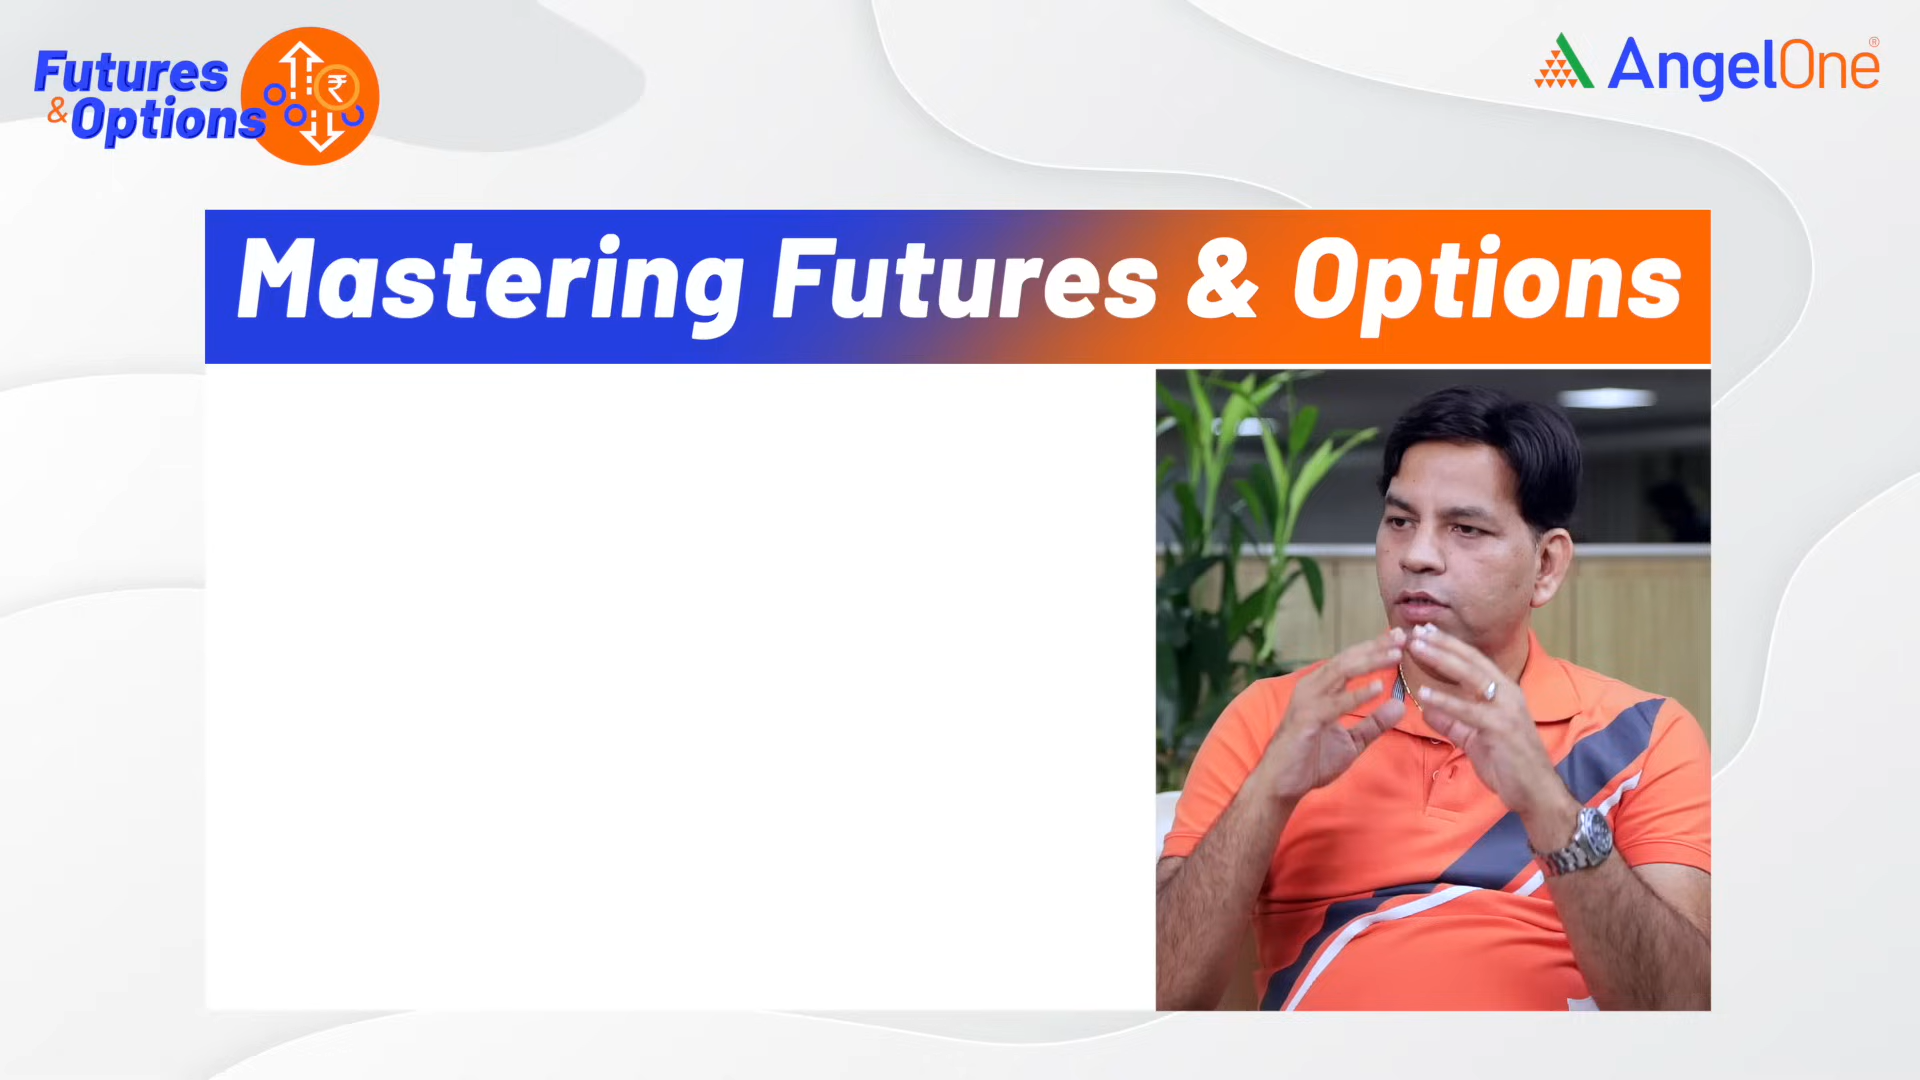 Futures
& Options
₹
AngelOne®
Mastering Futures & Options